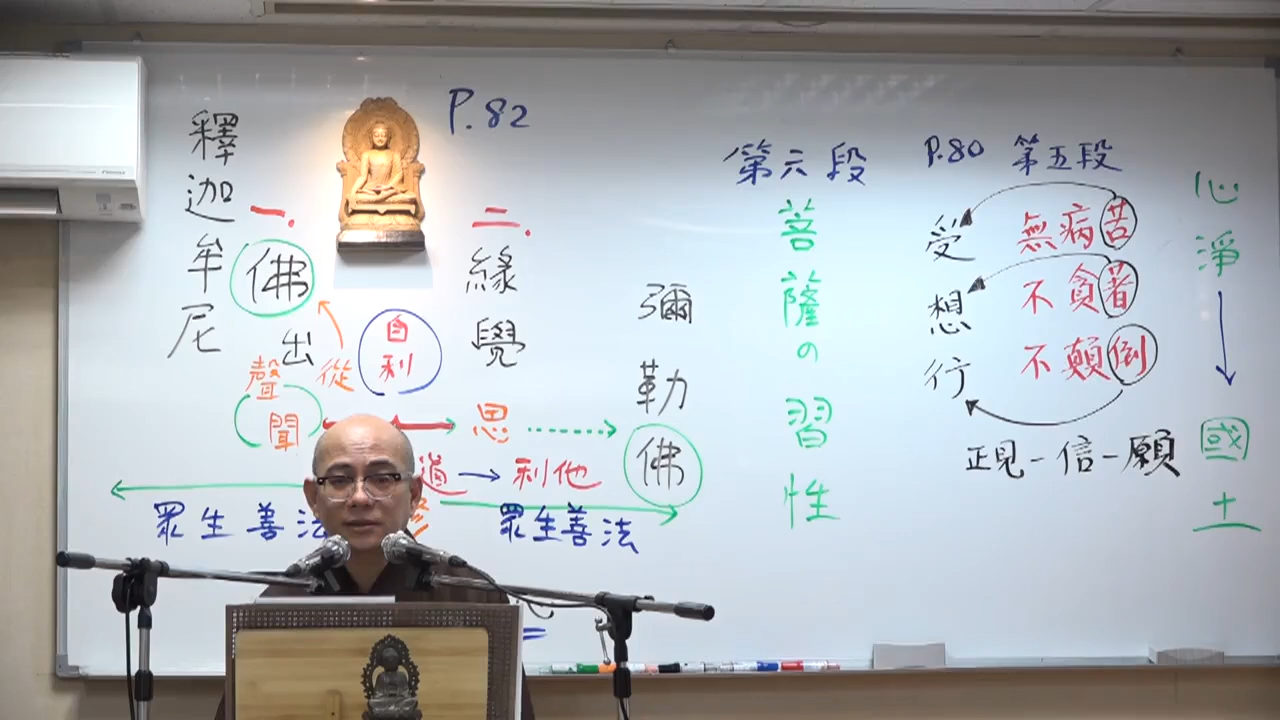 P.82
釋迦牟尼
一.
佛
出
自利
從
聲聞
二.
緣覺
思
道→利他
修
眾生善法
眾生善法
彌勒佛
第六段
菩薩の習性
P.80 第五段
受 無病苦
想 不貪著
行 不顛倒
正見-信-願
心淨
國土